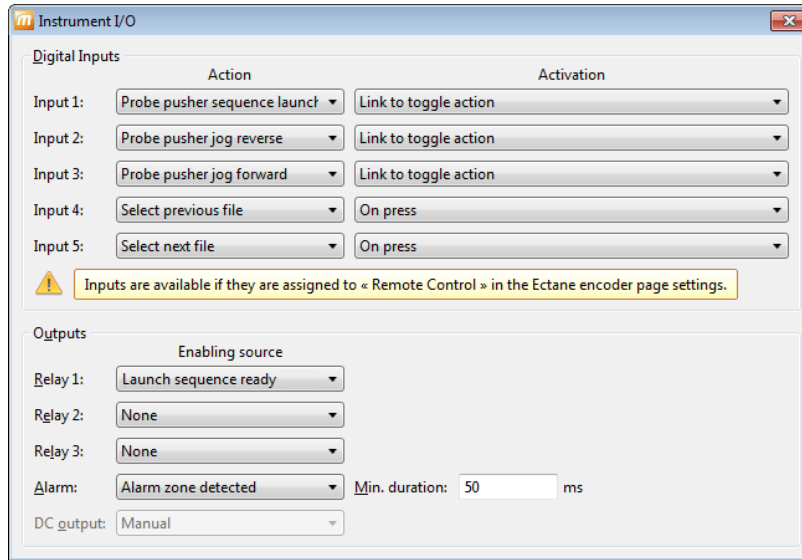 Instrument I/O
Digital Inputs
Action Activation
Input 1: Probe pusher sequence launch Link to toggle action
Input 2: Probe pusher jog reverse Link to toggle action
Input 3: Probe pusher jog forward Link to toggle action
Input 4: Select previous file On press
Input 5: Select next file On press
Inputs are available if they are assigned to « Remote Control » in the Ectane encoder page settings.
Outputs
Enabling source
Relay 1: Launch sequence ready
Relay 2: None
Relay 3: None
Alarm: Alarm zone detected Min. duration: 50 ms
DC output: Manual